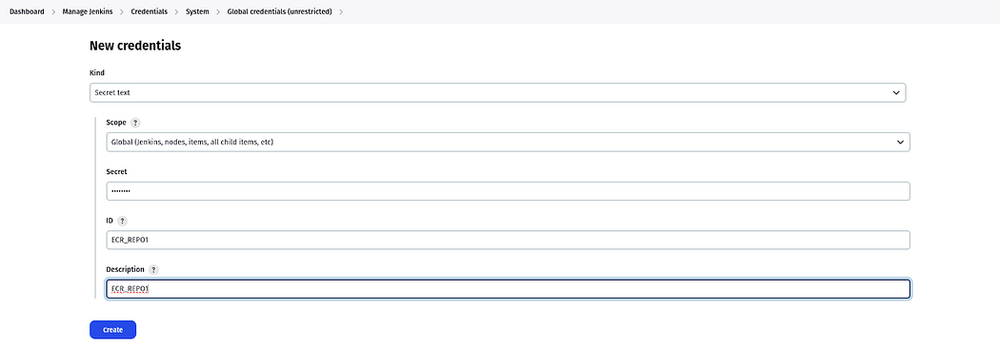 Dashboard > Manage Jenkins > Credentials > System > Global credentials (unrestricted) >
New credentials
Kind
Secret text
Scope ?
Global (Jenkins, nodes, items, all child items, etc)
Secret
••••••••
ID ?
ECR_REPO1
Description ?
ECR_REPO1
Create